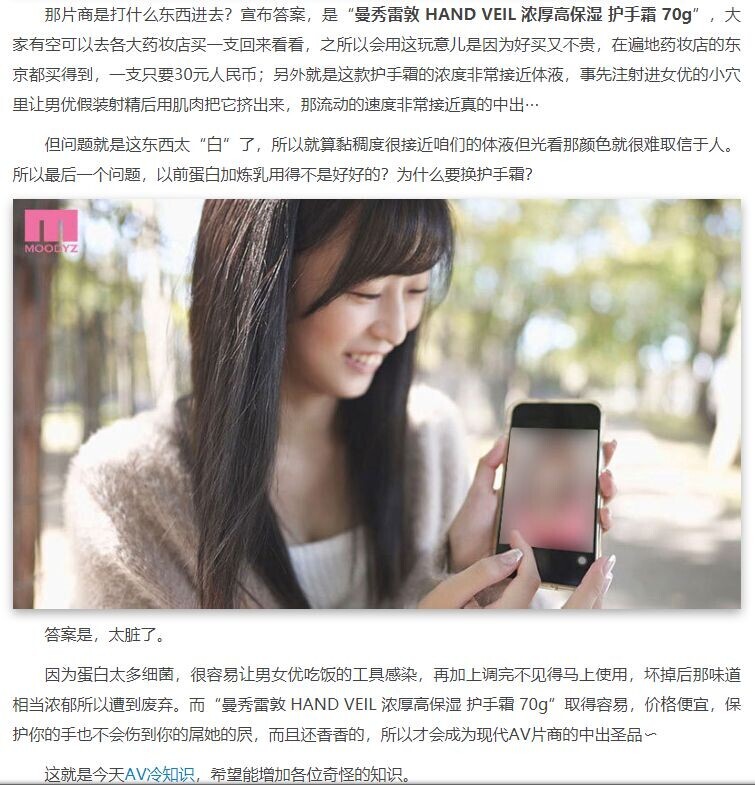 那片商是打什么东西进去？宣布答案，是“曼秀雷敦 HAND VEIL 浓厚高保湿 护手霜 70g”，大
家有空可以去各大药妆店买一支回来看看，之所以会用这玩意儿是因为好买又不贵，在遍地药妆店的东
京都买得到，一支只要30元人民币；另外就是这款护手霜的浓度非常接近体液，事先注射进女优的小穴
里让男优假装射精后用肌肉把它挤出来，那流动的速度非常接近真的中出…
但问题就是这东西太“白”了，所以就算黏稠度很接近咱们的体液但光看那颜色就很难取信于人。
所以最后一个问题，以前蛋白加炼乳用得不是好好的？为什么要换护手霜？
MOODYZ
答案是，太脏了。
因为蛋白太多细菌，很容易让男女优吃饭的工具感染，再加上调完不见得马上使用，坏掉后那味道
相当浓郁所以遭到废弃。而“曼秀雷敦 HAND VEIL 浓厚高保湿 护手霜 70g”取得容易，价格便宜，保
护你的手也不会伤到你的屌她的屄，而且还香香的，所以才会成为现代AV片商的中出圣品~
这就是今天AV冷知识，希望能增加各位奇怪的知识。